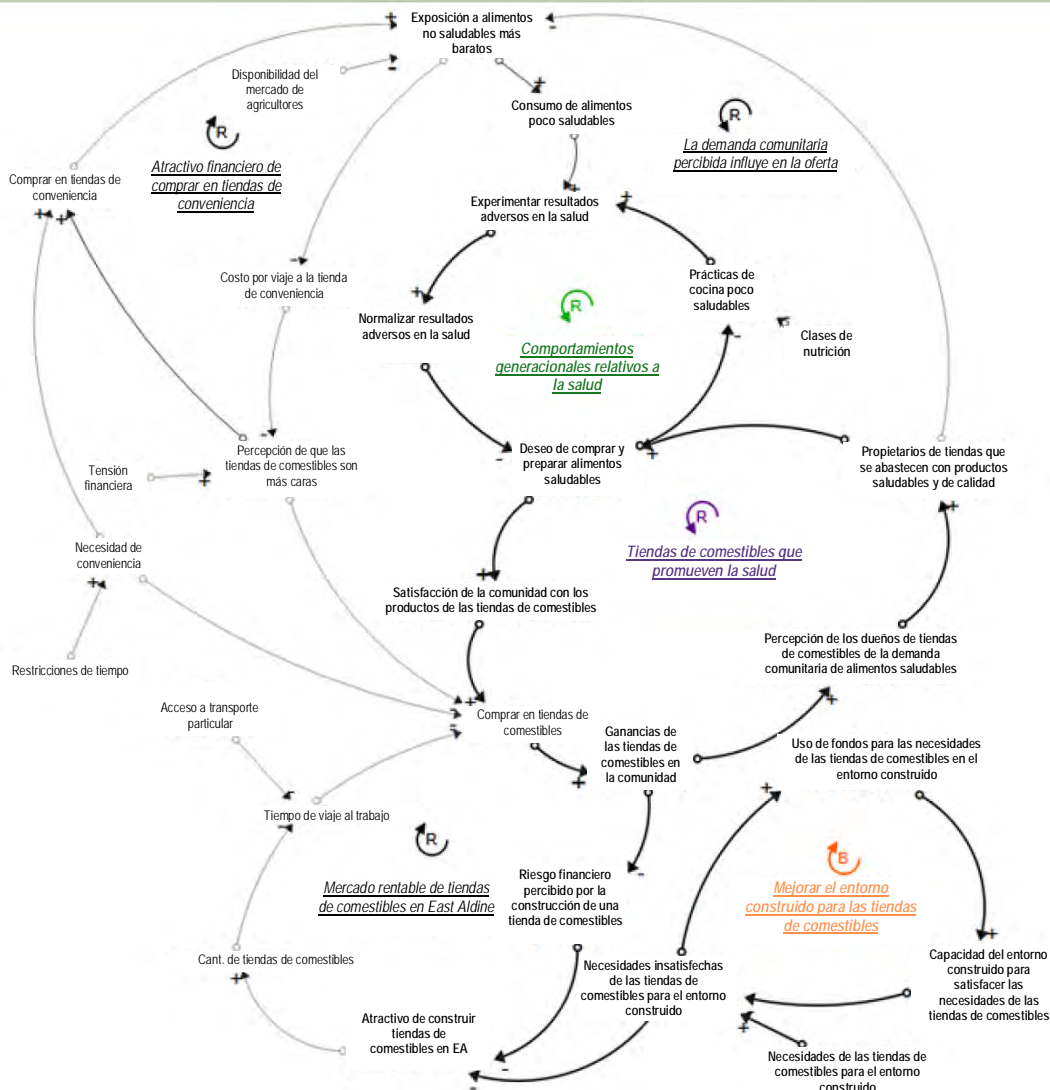 Exposición a alimentos
no saludables más
baratos
Disponibilidad del
mercado de
agricultores
Consumo de alimentos
poco saludables
R
Atractivo financiero de
comprar en tiendas de
conveniencia
R
La demanda comunitaria
percibida influye en la oferta
Comprar en tiendas de
conveniencia
Experimentar resultados
adversos en la salud
Costo por viaje a la tienda
de conveniencia
Prácticas de
cocina poco
saludables
Normalizar resultados
adversos en la salud
R
Comportamientos
generacionales relativos a
la salud
Clases de
nutrición
Percepción de que las
tiendas de comestibles son
más caras
Deseo de comprar y
preparar alimentos
saludables
Propietarios de tiendas que
se abastecen con productos
saludables y de calidad
Tensión
financiera
R
Tiendas de comestibles que
promueven la salud
Necesidad de
conveniencia
Satisfacción de la comunidad con los
productos de las tiendas de comestibles
Restricciones de tiempo
Percepción de los dueños de tiendas
de comestibles de la demanda
comunitaria de alimentos saludables
Acceso a transporte
particular
Comprar en tiendas de
comestibles
Ganancias de
las tiendas de
comestibles en
la comunidad
Uso de fondos para las necesidades
de las tiendas de comestibles en el
entorno construido
Tiempo de viaje al trabajo
R
Mercado rentable de tiendas
de comestibles en East Aldine
Riesgo financiero
percibido por la
construcción de una
tienda de comestibles
B
Mejorar el entorno
construido para las tiendas
de comestibles
Cant. de tiendas de comestibles
Necesidades insatisfechas
de las tiendas de
comestibles para el entorno
construido
Capacidad del entorno
construido para
satisfacer las
necesidades de las
tiendas de comestibles
Atractivo de construir
tiendas de
comestibles en EA
Necesidades de las tiendas de
comestibles para el entorno
construido